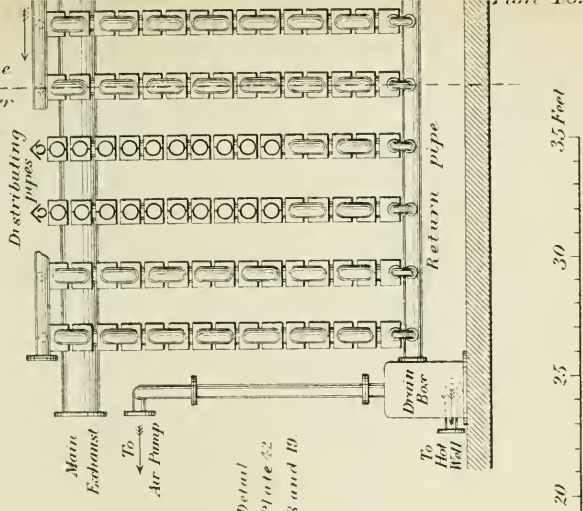 Distributing
pipes
Return pipe
Main
Exhaust
To
Air Pump
Drain
Box
To
Hot
Well
Detail
Plate 42
and 19.
35 Feet
30
25
20